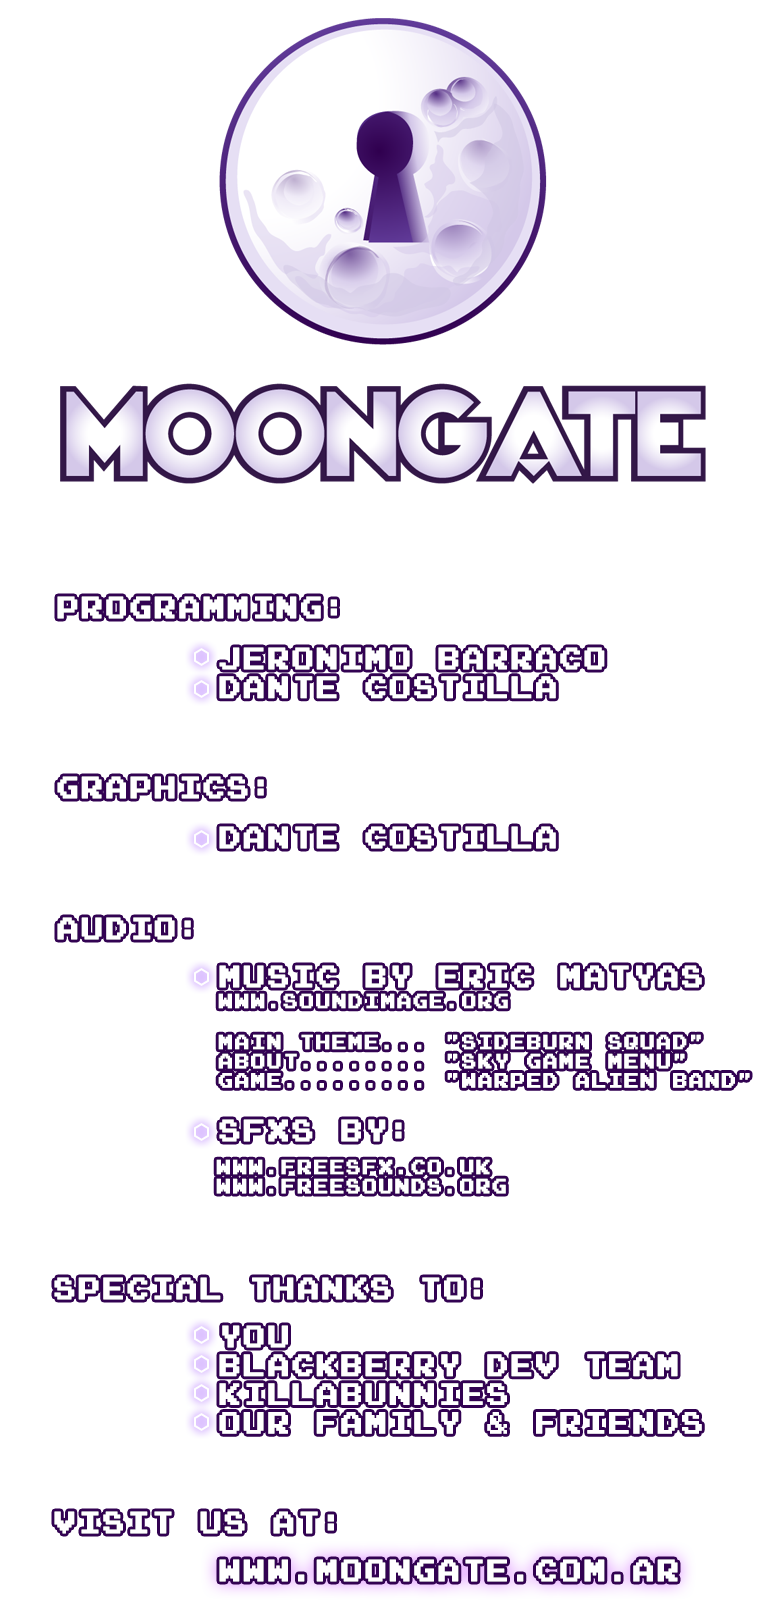 MOONGATE
PROGRAMMING:
JERONIMO BARRACO
DANTE COSTILLA
GRAPHICS:
DANTE COSTILLA
AUDIO:
MUSIC BY ERIC MATYAS
WWW.SOUNDIMAGE.ORG
MAIN THEME... "SIDEBURN SQUAD"
ABOUT........ "SKY GAME MENU"
GAME......... "WARPED ALIEN BAND"
SFXS BY:
WWW.FREESFX.CO.UK
WWW.FREESOUNDS.ORG
SPECIAL THANKS TO:
YOU
BLACKBERRY DEV TEAM
KILLABUNNIES
OUR FAMILY & FRIENDS
VISIT US AT:
WWW.MOONGATE.COM.AR